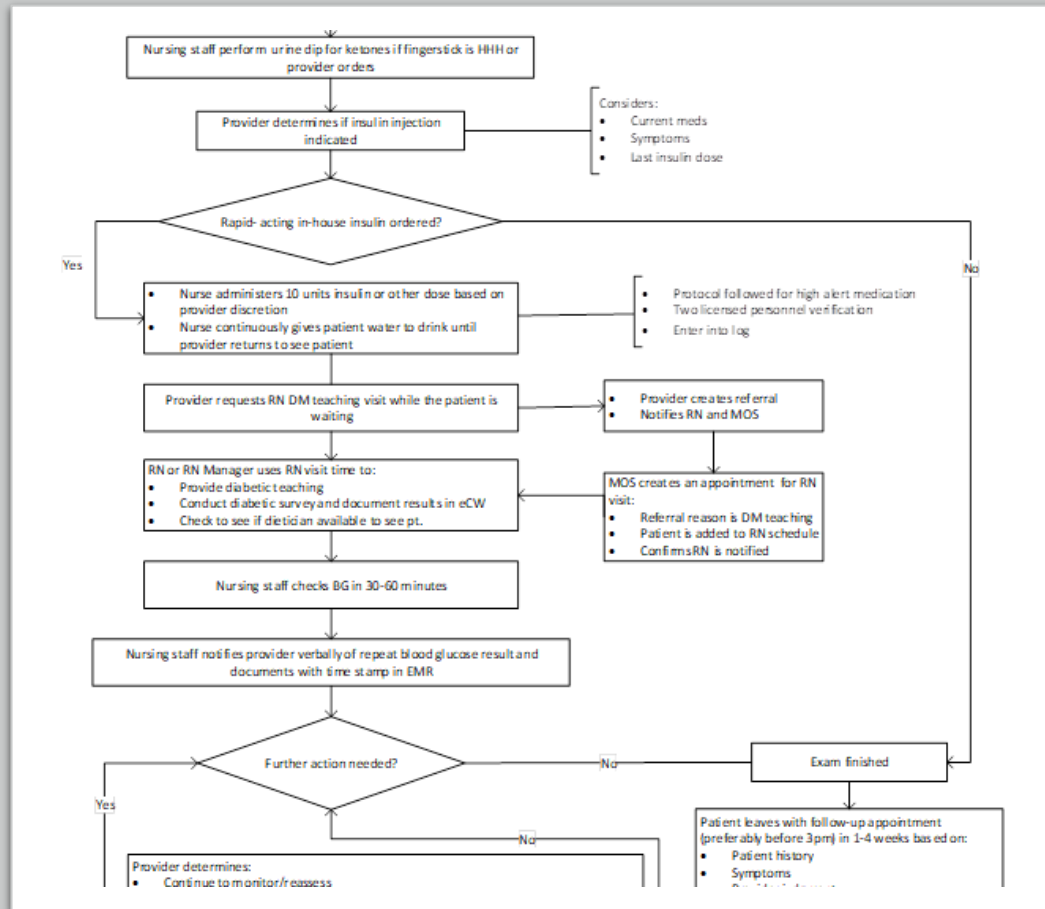 Nursing staff perform urine dip for ketones if fingerstick is HHH or
provider orders
Provider determines if insulin injection
indicated
Considers:
• Current meds
• Symptoms
• Last insulin dose
Rapid- acting in-house insulin ordered?
Yes
No
• Nurse administers 10 units insulin or other dose based on
provider discretion
• Nurse continuously gives patient water to drink until
provider returns to see patient
• Protocol followed for high alert medication
• Two licensed personnel verification
• Enter into log
Provider requests RN DM teaching visit while the patient is
waiting
• Provider creates referral
• Notifies RN and MOS
RN or RN Manager uses RN visit time to:
• Provide diabetic teaching
• Conduct diabetic survey and document results in eCW
• Check to see if dietician available to see pt.
MOS creates an appointment for RN
visit:
• Referral reason is DM teaching
• Patient is added to RN schedule
• Confirms RN is notified
Nursing staff checks BG in 30-60 minutes
Nursing staff notifies provider verbally of repeat blood glucose result and
documents with time stamp in EMR
Further action needed?
No
Exam finished
Yes
No
Patient leaves with follow-up appointment
(preferably before 3pm) in 1-4 weeks based on:
• Patient history
• Symptoms
Provider determines:
• Continue to monitor/reassess